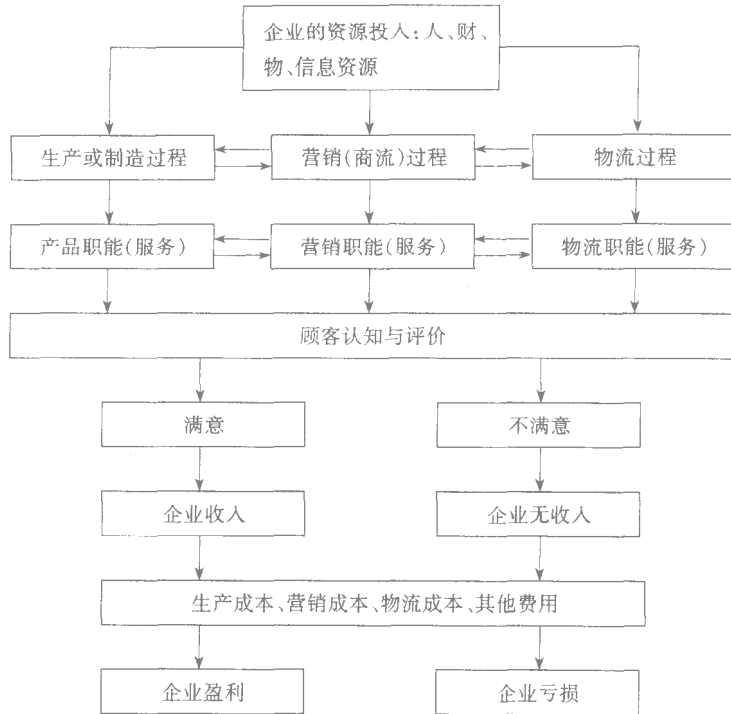 企业的资源投入:人、财、
物、信息资源
生产或制造过程
营销(商流)过程
物流过程
产品职能(服务)
营销职能(服务)
物流职能(服务)
顾客认知与评价
满意
不满意
企业收入
企业无收入
生产成本、营销成本、物流成本、其他费用
企业盈利
企业亏损